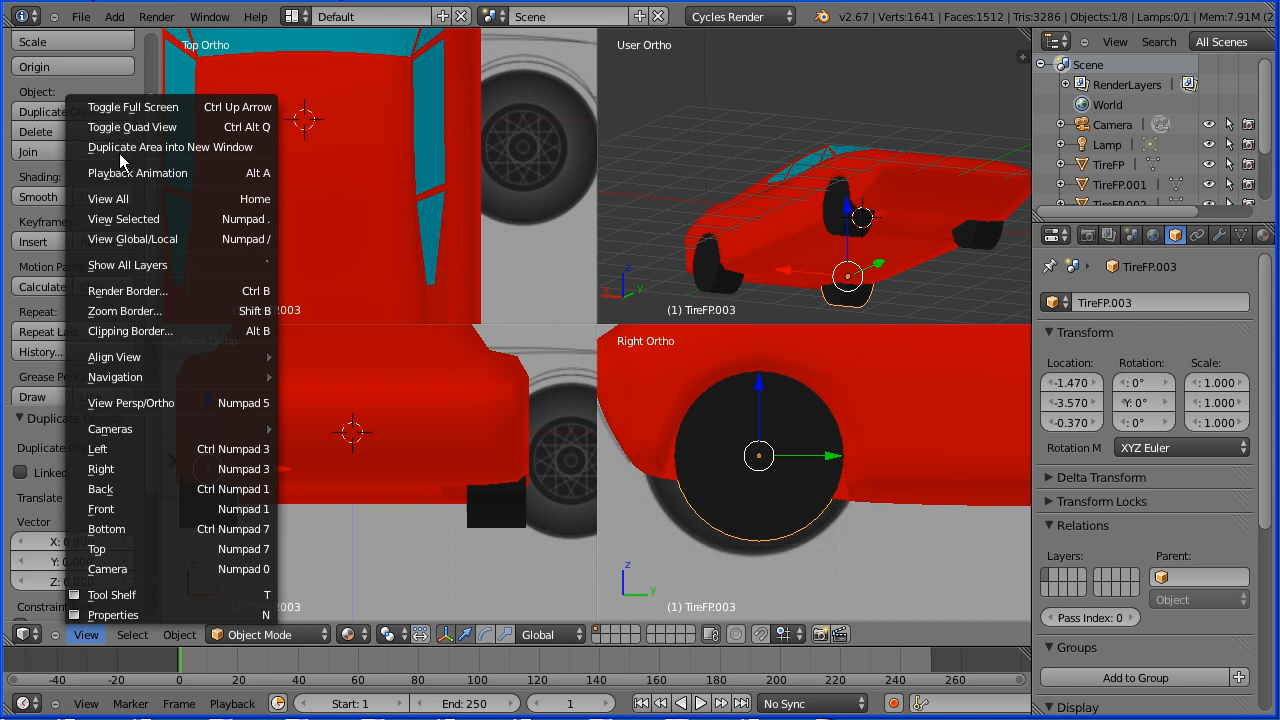 File Add Render Window Help Default Scene Cycles Render v2.67 | Verts:1641 | Faces:1512 | Tris:3286 | Objects:1/8 | Lamps:0/1 | Mem:7.91M (2
Scale
Origin
Object:
Duplicate
Delete
Join
Shading:
Smooth
Keyframes
Insert
Motion
Calculate
Repeat:
Repeat Last
History...
Grease
Draw
Duplicate
Duplicate
Linked
Translate
Vector
X:
Y:
Z:
Toggle Full Screen Ctrl Up Arrow
Toggle Quad View Ctrl Alt Q
Duplicate Area into New Window
Playback Animation Alt A
View All Home
View Selected Numpad .
View Global/Local Numpad /
Show All Layers `
Render Border... Ctrl B
Zoom Border... Shift B
Clipping Border... Alt B
Align View
Navigation
View Persp/Ortho Numpad 5
Cameras
Left Ctrl Numpad 3
Right Numpad 3
Back Ctrl Numpad 1
Front Numpad 1
Bottom Ctrl Numpad 7
Top Numpad 7
Camera Numpad 0
Tool Shelf T
Properties N
Top Ortho
User Ortho
z
x y
(1) TireFP.003
Front Ortho
Right Ortho
z
y
(1) TireFP.003
View Select Object Object Mode Global
-40 -20 0 20 40 60 80 100 120 140 160 180 200 220 240 260
View Marker Frame Playback Start: 1 End: 250 1 No Sync
View Search All Scenes
Scene
RenderLayers
World
Camera
Lamp
TireFP
TireFP.001
TireFP.002
TireFP.003
TireFP.003
Transform
Location: Rotation: Scale:
-1.470 : 0° : 1.000
-3.570 Y: 0° : 1.000
-0.370 : 0° : 1.000
Rotation M XYZ Euler
Delta Transform
Transform Locks
Relations
Layers: Parent:
Object
Pass Index: 0
Groups
Add to Group
Display